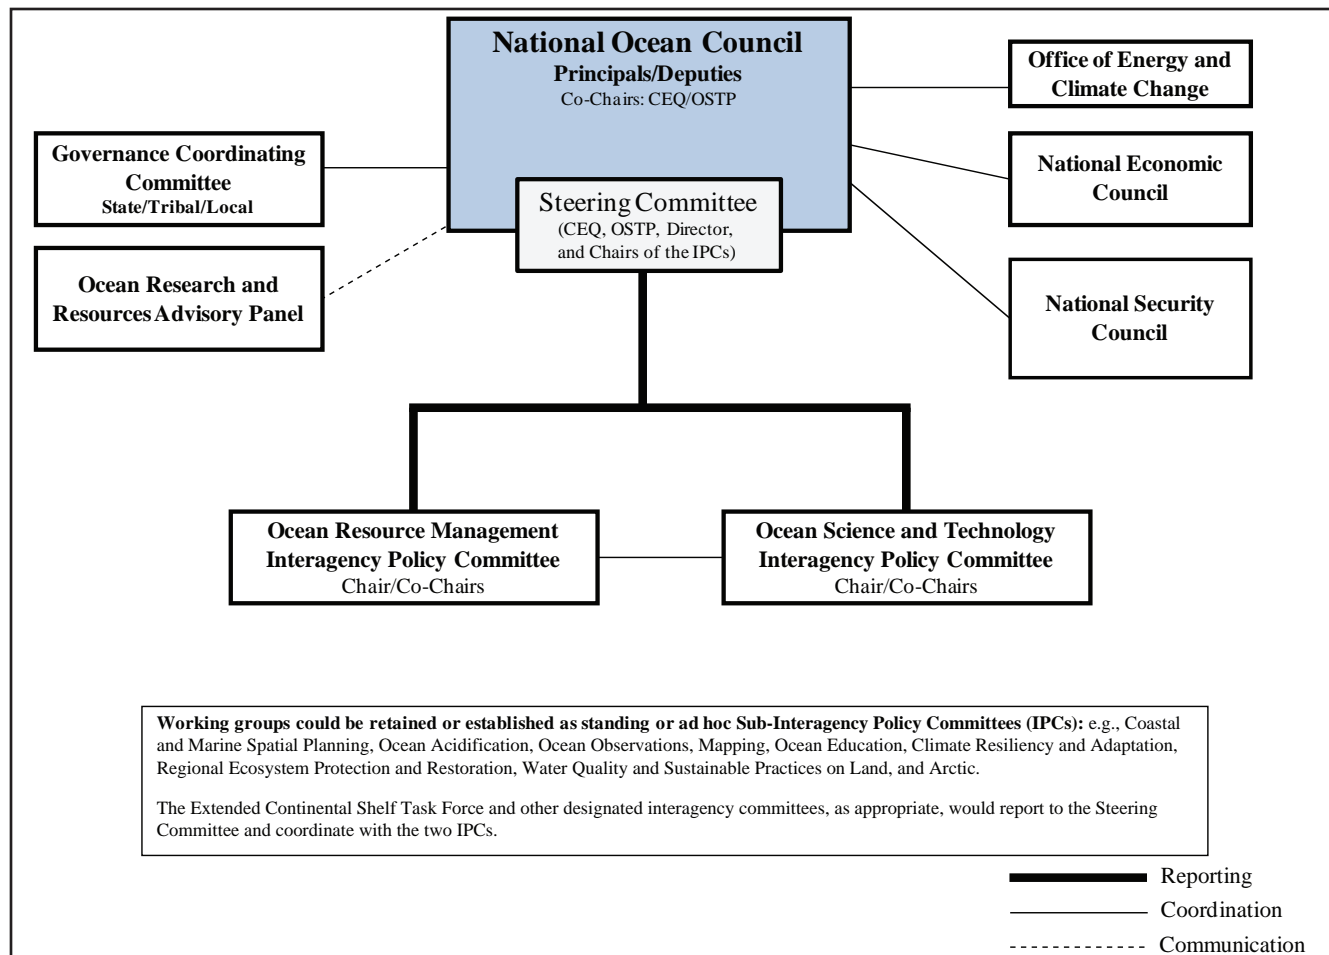 National Ocean Council
Principals/Deputies
Co-Chairs: CEQ/OSTP
Steering Committee
(CEQ, OSTP, Director,
and Chairs of the IPCs)
Governance Coordinating
Committee
State/Tribal/Local
Ocean Research and
Resources Advisory Panel
Office of Energy and
Climate Change
National Economic
Council
National Security
Council
Ocean Resource Management
Interagency Policy Committee
Chair/Co-Chairs
Ocean Science and Technology
Interagency Policy Committee
Chair/Co-Chairs
Working groups could be retained or established as standing or ad hoc Sub-Interagency Policy Committees (IPCs): e.g., Coastal
and Marine Spatial Planning, Ocean Acidification, Ocean Observations, Mapping, Ocean Education, Climate Resiliency and Adaptation,
Regional Ecosystem Protection and Restoration, Water Quality and Sustainable Practices on Land, and Arctic.
The Extended Continental Shelf Task Force and other designated interagency committees, as appropriate, would report to the Steering
Committee and coordinate with the two IPCs.
Reporting
Coordination
Communication